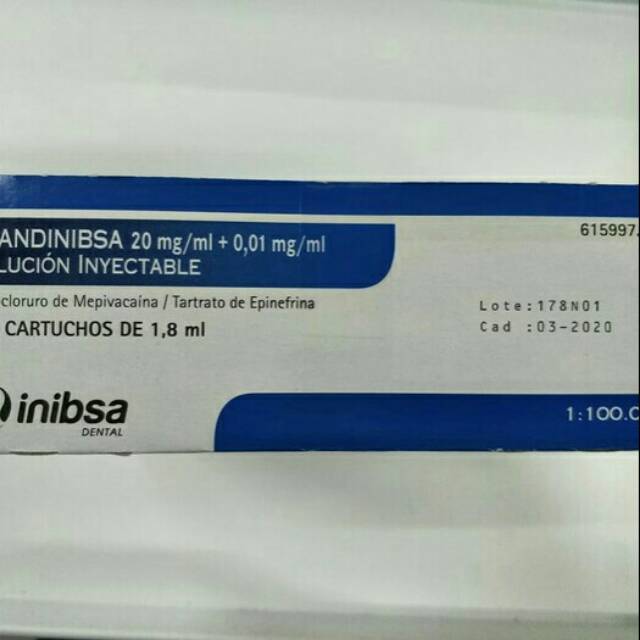 ANDINIBSA 20 mg/ml + 0,01 mg/ml
LUCIÓN INYECTABLE
615997.
cloruro de Mepivacaína / Tartrato de Epinefrina
CARTUCHOS DE 1,8 ml
Lote:178N01
Cad :03-2020
inibsa
DENTAL
1:100.0